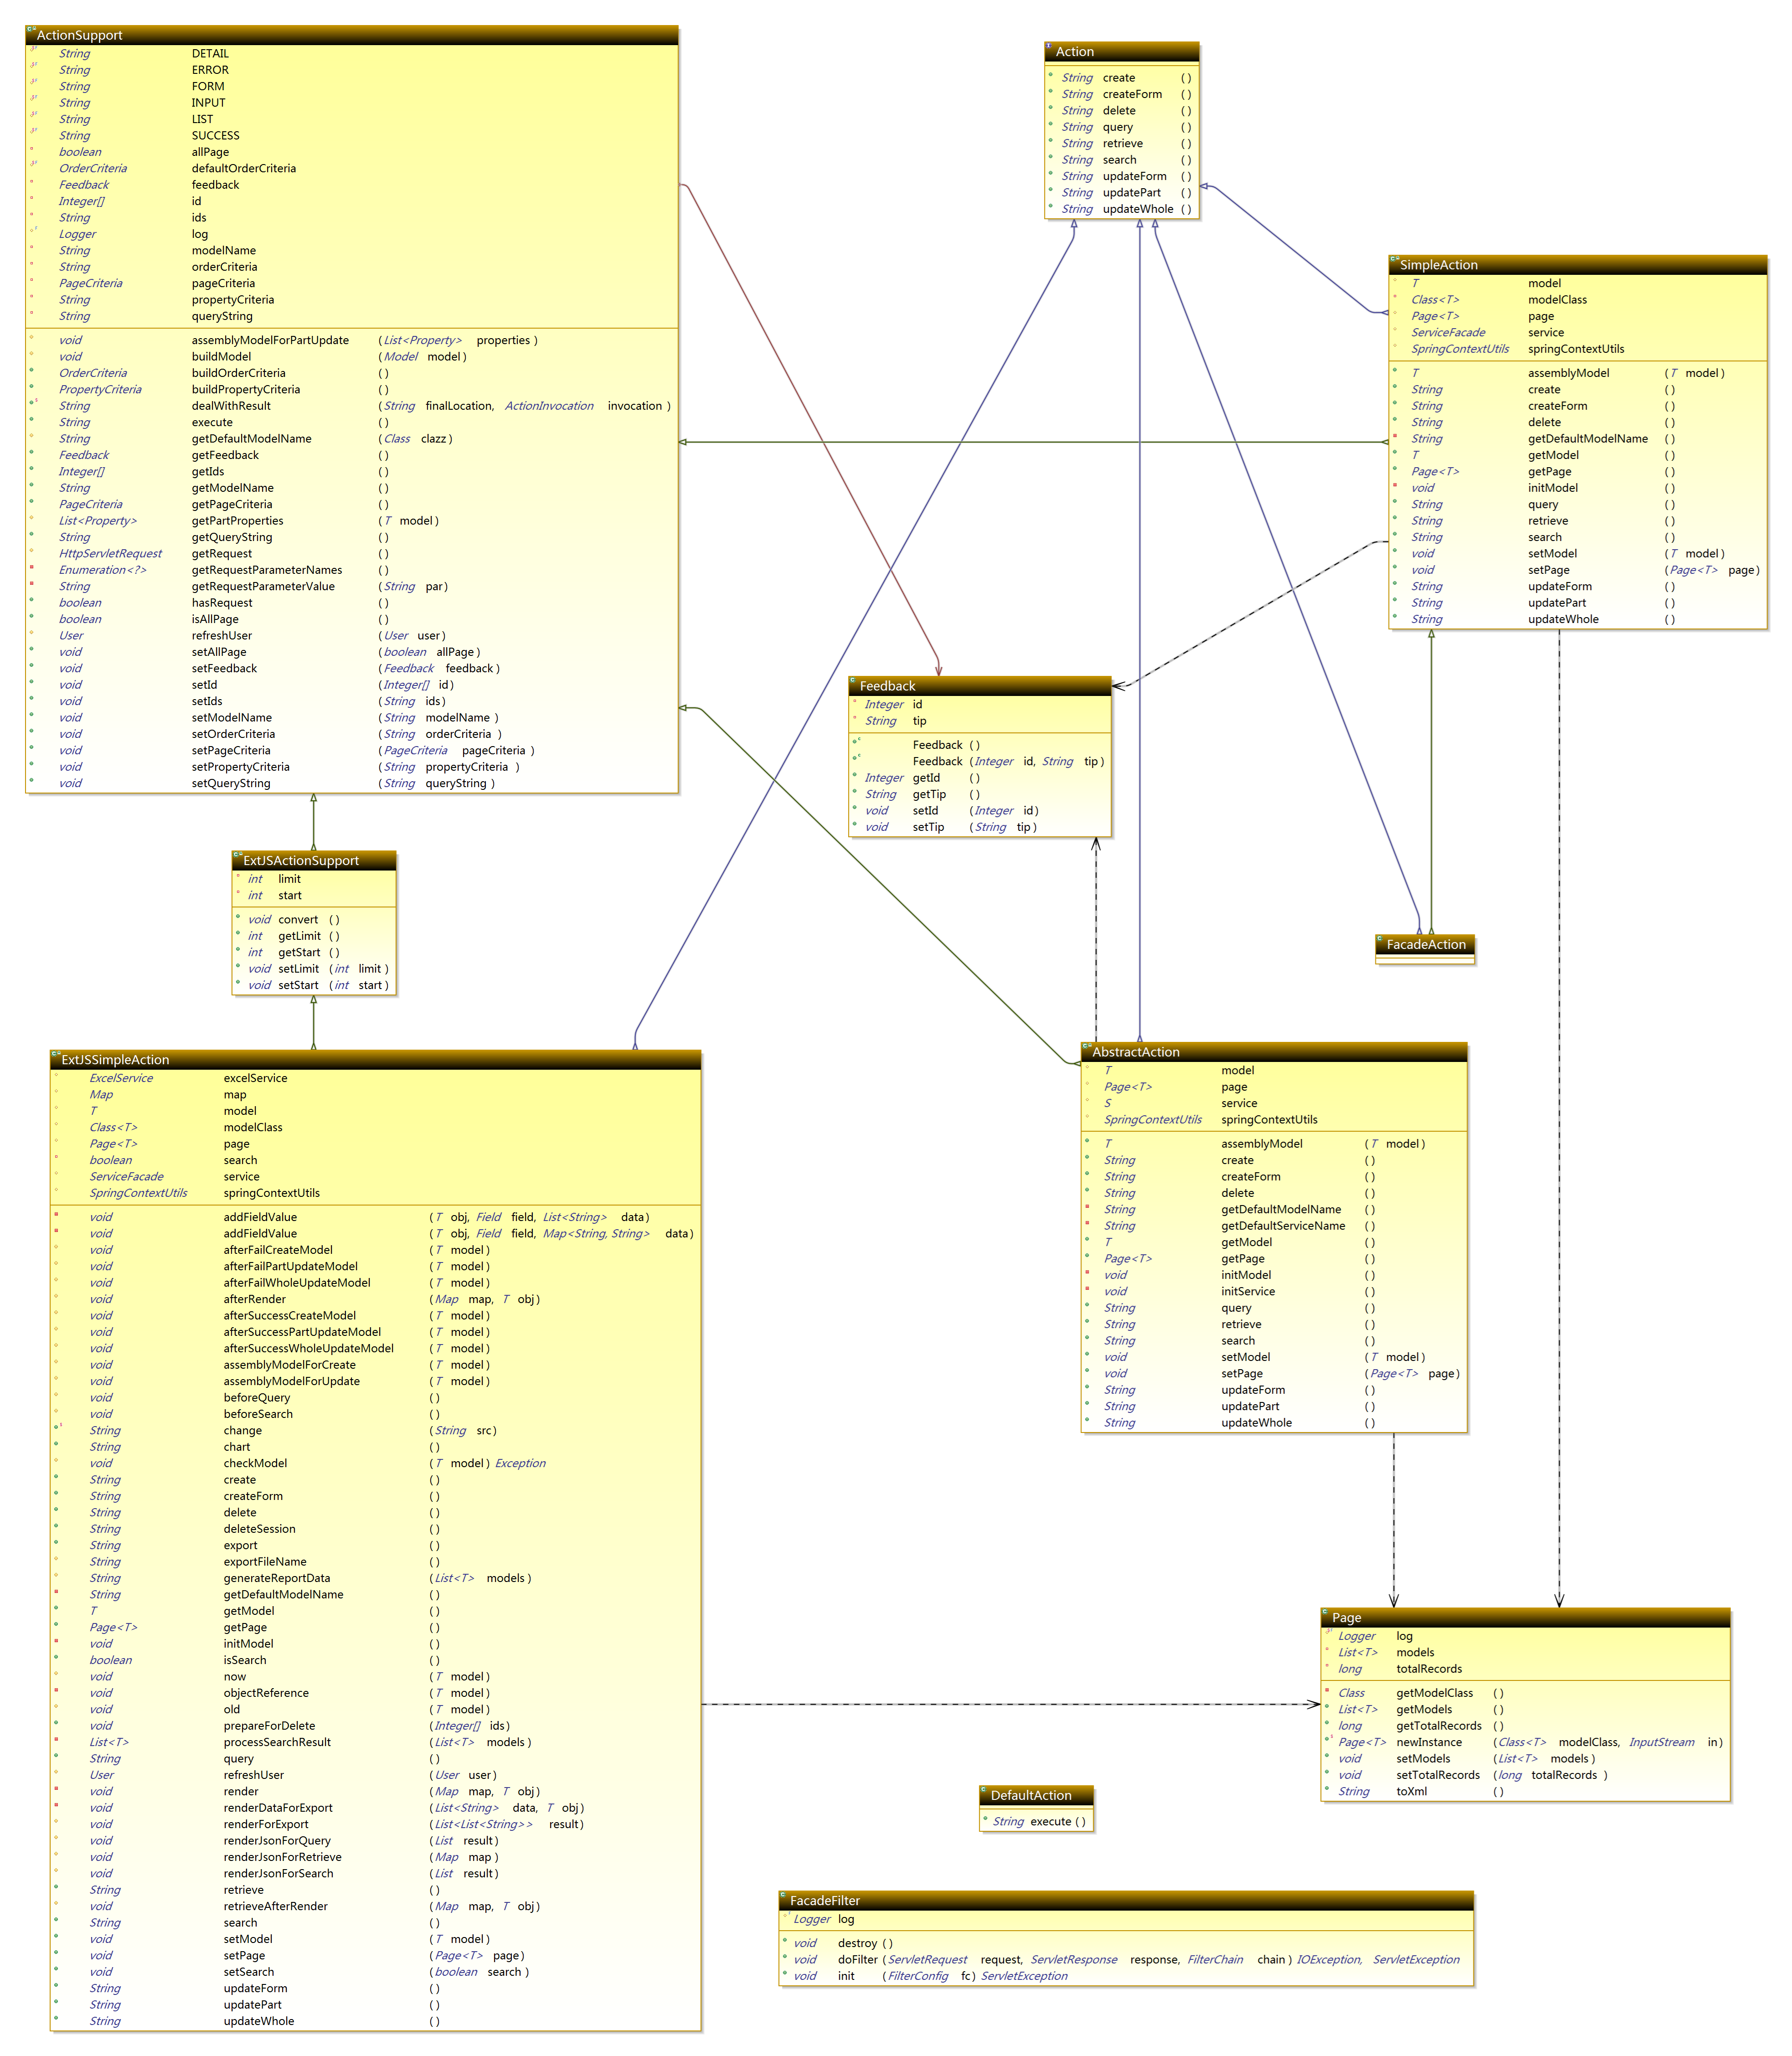 ActionSupport
String DETAIL
String ERROR
String FORM
String INPUT
String LIST
String SUCCESS
boolean allPage
OrderCriteria defaultOrderCriteria
Feedback feedback
Integer[] id
String ids
Logger log
String modelName
String orderCriteria
PageCriteria pageCriteria
String propertyCriteria
String queryString
void assemblyModelForPartUpdate (List<Property> properties )
void buildModel (Model model)
OrderCriteria buildOrderCriteria ()
PropertyCriteria buildPropertyCriteria ()
String dealWithResult (String finalLocation, ActionInvocation invocation )
String execute ()
String getDefaultModelName (Class clazz)
Feedback getFeedback ()
Integer[] getIds ()
String getModelName ()
PageCriteria getPageCriteria ()
List<Property> getPartProperties (T model)
String getQueryString ()
HttpServletRequest getRequest ()
Enumeration<?> getRequestParameterNames ()
String getRequestParameterValue (String par)
boolean hasRequest ()
boolean isAllPage ()
User refreshUser (User user)
void setAllPage (boolean allPage)
void setFeedback (Feedback feedback)
void setId (Integer[] id)
void setIds (String ids)
void setModelName (String modelName )
void setOrderCriteria (String orderCriteria )
void setPageCriteria (PageCriteria pageCriteria )
void setPropertyCriteria (String propertyCriteria )
void setQueryString (String queryString )
Action
String create ()
String createForm ()
String delete ()
String query ()
String retrieve ()
String search ()
String updateForm ()
String updatePart ()
String updateWhole ()
SimpleAction
T model
Class<T> modelClass
Page<T> page
ServiceFacade service
SpringContextUtils springContextUtils
T assemblyModel (T model)
String create ()
String createForm ()
String delete ()
String getDefaultModelName ()
T getModel ()
Page<T> getPage ()
void initModel ()
String query ()
String retrieve ()
String search ()
void setModel (T model)
void setPage (Page<T> page)
String updateForm ()
String updatePart ()
String updateWhole ()
Feedback
Integer id
String tip
Feedback ()
Feedback (Integer id, String tip)
Integer getId ()
String getTip ()
void setId (Integer id)
void setTip (String tip)
ExtJSActionSupport
int limit
int start
void convert ()
int getLimit ()
int getStart ()
void setLimit (int limit)
void setStart (int start)
FacadeAction
ExtJSSimpleAction
ExcelService excelService
Map map
T model
Class<T> modelClass
Page<T> page
boolean search
ServiceFacade service
SpringContextUtils springContextUtils
void addFieldValue (T obj, Field field, List<String> data)
void addFieldValue (T obj, Field field, Map<String, String> data)
void afterFailCreateModel (T model)
void afterFailPartUpdateModel (T model)
void afterFailWholeUpdateModel (T model)
void afterRender (Map map, T obj)
void afterSuccessCreateModel (T model)
void afterSuccessPartUpdateModel (T model)
void afterSuccessWholeUpdateModel (T model)
void assemblyModelForCreate (T model)
void assemblyModelForUpdate (T model)
void beforeQuery ()
void beforeSearch ()
String change (String src)
String chart ()
void checkModel (T model) Exception
String create ()
String createForm ()
String delete ()
String deleteSession ()
String export ()
String exportFileName ()
String generateReportData (List<T> models)
String getDefaultModelName ()
T getModel ()
Page<T> getPage ()
void initModel ()
boolean isSearch ()
void now (T model)
void objectReference (T model)
void old (T model)
void prepareForDelete (Integer[] ids)
List<T> processSearchResult (List<T> models)
String query ()
User refreshUser (User user)
void render (Map map, T obj)
void renderDataForExport (List<String> data, T obj)
void renderForExport (List<List<String>> result)
void renderJsonForQuery (List result)
void renderJsonForRetrieve (Map map)
void renderJsonForSearch (List result)
String retrieve ()
void retrieveAfterRender (Map map, T obj)
String search ()
void setModel (T model)
void setPage (Page<T> page)
void setSearch (boolean search )
String updateForm ()
String updatePart ()
String updateWhole ()
AbstractAction
T model
Page<T> page
S service
SpringContextUtils springContextUtils
T assemblyModel (T model)
String create ()
String createForm ()
String delete ()
String getDefaultModelName ()
String getDefaultServiceName ()
T getModel ()
Page<T> getPage ()
void initModel ()
void initService ()
String query ()
String retrieve ()
String search ()
void setModel (T model)
void setPage (Page<T> page)
String updateForm ()
String updatePart ()
String updateWhole ()
Page
Logger log
List<T> models
long totalRecords
Class getModelClass ()
List<T> getModels ()
long getTotalRecords ()
Page<T> newInstance (Class<T> modelClass, InputStream in)
void setModels (List<T> models)
void setTotalRecords (long totalRecords )
String toXml ()
DefaultAction
String execute ()
FacadeFilter
Logger log
void destroy ()
void doFilter (ServletRequest request, ServletResponse response, FilterChain chain) IOException, ServletException
void init (FilterConfig fc) ServletException